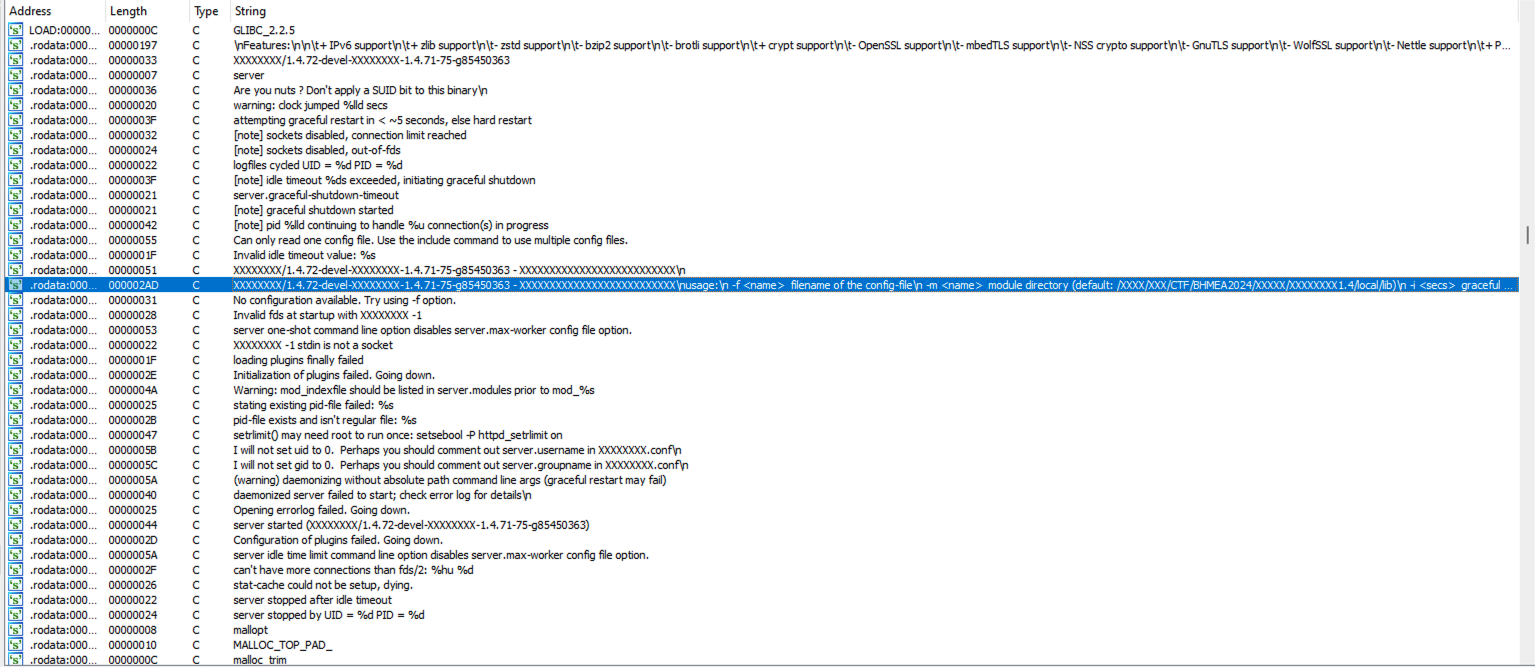 Address Length Type String
LOAD:00000... 0000000C C GLIBC_2.2.5
.rodata:000... 00000197 C \nFeatures:\n\n\t+ IPv6 support\n\t+ zlib support\n\t- zstd support\n\t- bzip2 support\n\t- brotli support\n\t+ crypt support\n\t- OpenSSL support\n\t- mbedTLS support\n\t- NSS crypto support\n\t- GnuTLS support\n\t- WolfSSL support\n\t- Nettle support\n\t+ P...
.rodata:000... 00000033 C XXXXXXXX/1.4.72-devel-XXXXXXXX-1.4.71-75-g85450363
.rodata:000... 00000007 C server
.rodata:000... 00000036 C Are you nuts ? Don't apply a SUID bit to this binary\n
.rodata:000... 00000020 C warning: clock jumped %lld secs
.rodata:000... 0000003F C attempting graceful restart in < ~5 seconds, else hard restart
.rodata:000... 00000032 C [note] sockets disabled, connection limit reached
.rodata:000... 00000024 C [note] sockets disabled, out-of-fds
.rodata:000... 00000022 C logfiles cycled UID = %d PID = %d
.rodata:000... 0000003F C [note] idle timeout %ds exceeded, initiating graceful shutdown
.rodata:000... 00000021 C server.graceful-shutdown-timeout
.rodata:000... 00000021 C [note] graceful shutdown started
.rodata:000... 00000042 C [note] pid %lld continuing to handle %u connection(s) in progress
.rodata:000... 00000055 C Can only read one config file. Use the include command to use multiple config files.
.rodata:000... 0000001F C Invalid idle timeout value: %s
.rodata:000... 00000051 C XXXXXXXX/1.4.72-devel-XXXXXXXX-1.4.71-75-g85450363 - XXXXXXXXXXXXXXXXXXXXXXXXXX\n
.rodata:000... 000002AD C XXXXXXXX/1.4.72-devel-XXXXXXXX-1.4.71-75-g85450363 - XXXXXXXXXXXXXXXXXXXXXXXXXX\nusage:\n -f <name> filename of the config-file\n -m <name> module directory (default: /XXXX/XXX/CTF/BHMEA2024/XXXXX/XXXXXXXX1.4/local/lib)\n -i <secs> graceful ...
.rodata:000... 00000031 C No configuration available. Try using -f option.
.rodata:000... 00000028 C Invalid fds at startup with XXXXXXXX -1
.rodata:000... 00000053 C server one-shot command line option disables server.max-worker config file option.
.rodata:000... 00000022 C XXXXXXXX -1 stdin is not a socket
.rodata:000... 0000001F C loading plugins finally failed
.rodata:000... 0000002E C Initialization of plugins failed. Going down.
.rodata:000... 0000004A C Warning: mod_indexfile should be listed in server.modules prior to mod_%s
.rodata:000... 00000025 C stating existing pid-file failed: %s
.rodata:000... 0000002B C pid-file exists and isn't regular file: %s
.rodata:000... 00000047 C setrlimit() may need root to run once: setsebool -P httpd_setrlimit on
.rodata:000... 0000005B C I will not set uid to 0.  Perhaps you should comment out server.username in XXXXXXXX.conf\n
.rodata:000... 0000005C C I will not set gid to 0.  Perhaps you should comment out server.groupname in XXXXXXXX.conf\n
.rodata:000... 0000005A C (warning) daemonizing without absolute path command line args (graceful restart may fail)
.rodata:000... 00000040 C daemonized server failed to start; check error log for details\n
.rodata:000... 00000025 C Opening errorlog failed. Going down.
.rodata:000... 00000044 C server started (XXXXXXXX/1.4.72-devel-XXXXXXXX-1.4.71-75-g85450363)
.rodata:000... 0000002D C Configuration of plugins failed. Going down.
.rodata:000... 0000005A C server idle time limit command line option disables server.max-worker config file option.
.rodata:000... 0000002F C can't have more connections than fds/2: %hu %d
.rodata:000... 00000026 C stat-cache could not be setup, dying.
.rodata:000... 00000022 C server stopped after idle timeout
.rodata:000... 00000024 C server stopped by UID = %d PID = %d
.rodata:000... 00000008 C mallopt
.rodata:000... 00000010 C MALLOC_TOP_PAD_
.rodata:000... 0000000C C malloc_trim